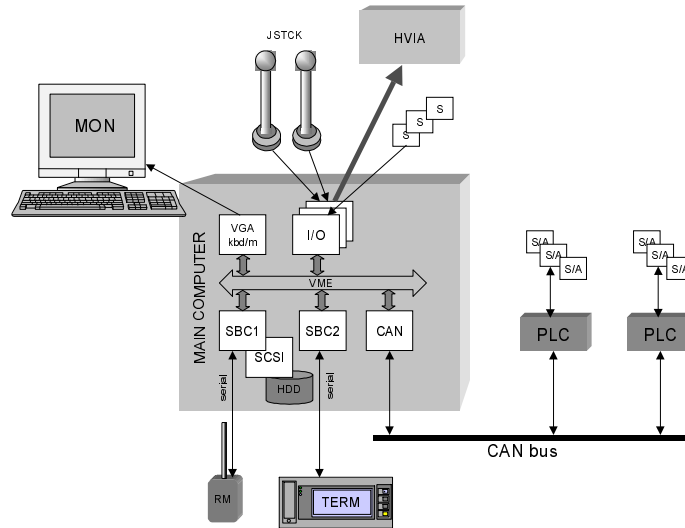 JSTCK
HVIA
MON
S
S
S
MAIN COMPUTER
VGA
kbd/m
I/O
VME
SBC1
SBC2
CAN
SCSI
HDD
serial
serial
S/A
S/A
S/A
S/A
S/A
S/A
PLC
PLC
CAN bus
RM
TERM